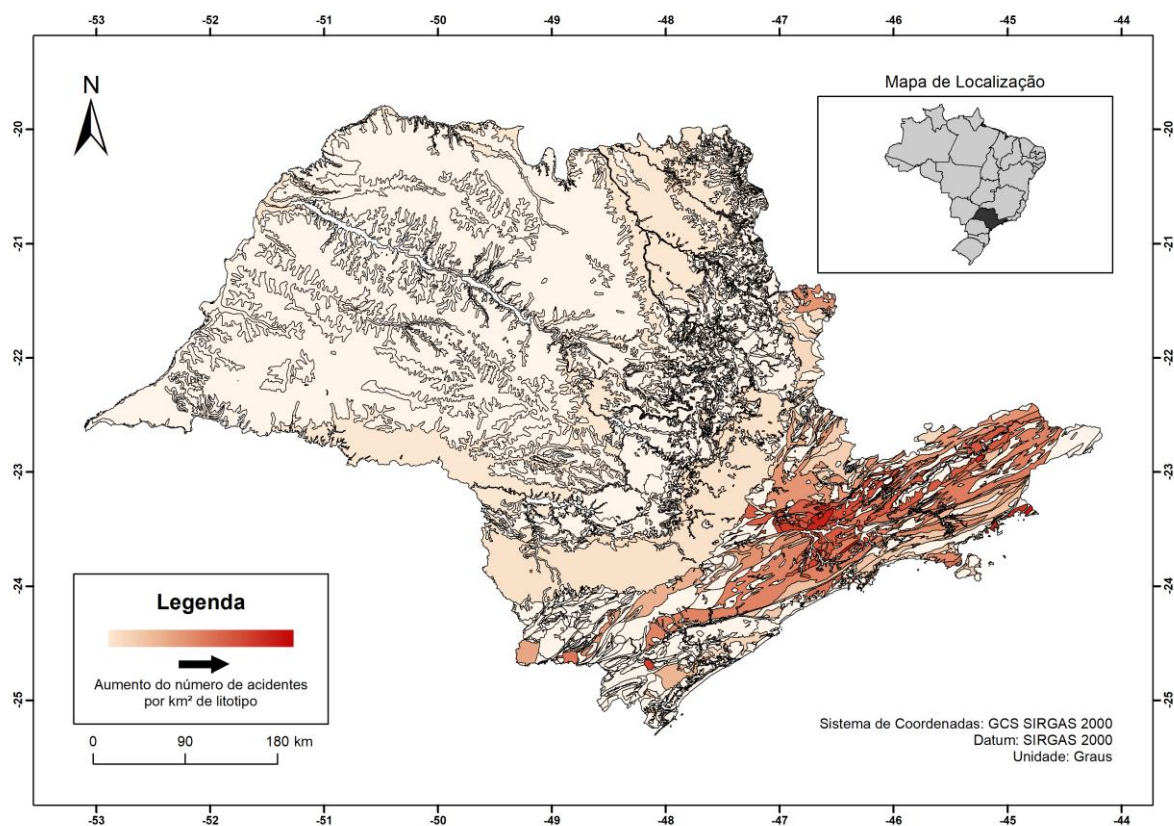 -53 -52 -51 -50 -49 -48 -47 -46 -45 -44
N
Mapa de Localização
-20 -20
-21 -21
-22 -22
-23 -23
-24 -24
-25 -25
Legenda
Aumento do número de acidentes
por km² de litotipo
0 90 180 km
Sistema de Coordenadas: GCS SIRGAS 2000
Datum: SIRGAS 2000
Unidade: Graus
-53 -52 -51 -50 -49 -48 -47 -46 -45 -44